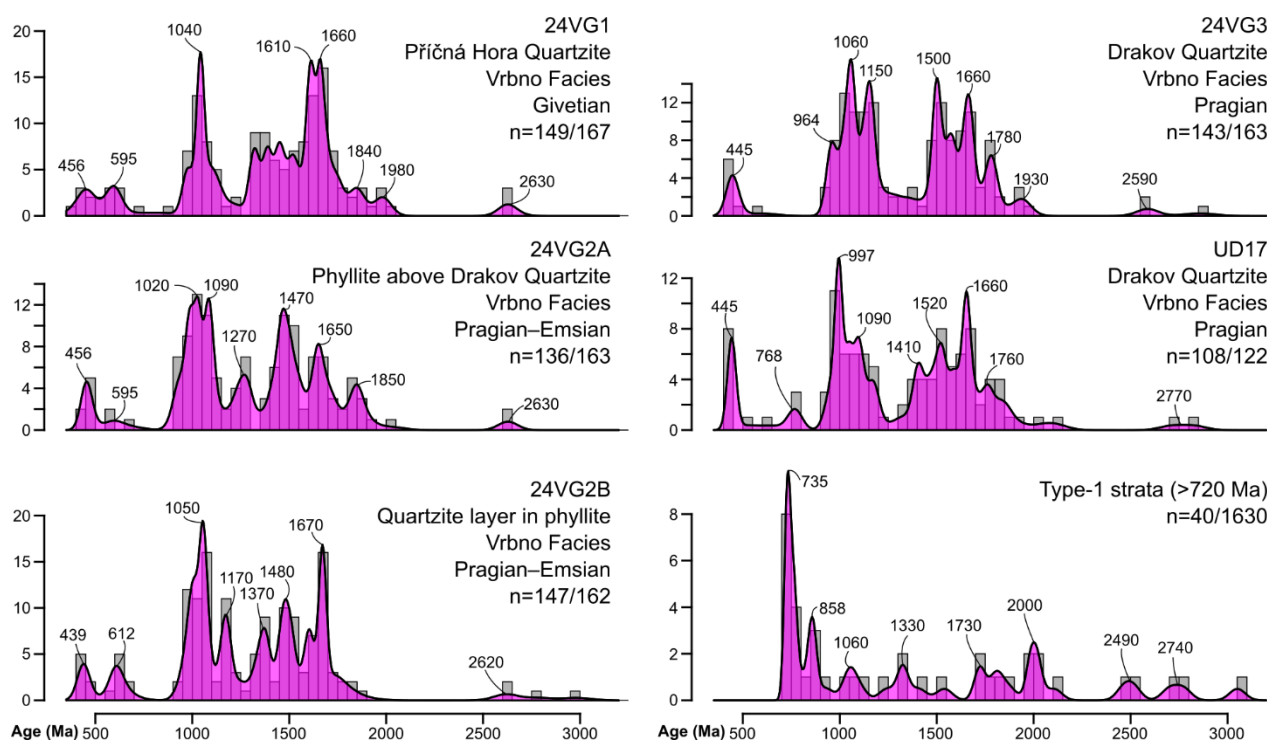 24VG1
Příčná Hora Quartzite
Vrbno Facies
Givetian
n=149/167
20
15
10
5
0
456
595
1040
1610
1660
1840
1980
2630
24VG3
Drakov Quartzite
Vrbno Facies
Pragian
n=143/163
12
8
4
0
445
964
1060
1150
1500
1660
1780
1930
2590
24VG2A
Phyllite above Drakov Quartzite
Vrbno Facies
Pragian–Emsian
n=136/163
12
8
4
0
456
595
1020
1090
1270
1470
1650
1850
2630
UD17
Drakov Quartzite
Vrbno Facies
Pragian
n=108/122
12
8
4
0
445
768
997
1090
1410
1520
1660
1760
2770
24VG2B
Quartzite layer in phyllite
Vrbno Facies
Pragian–Emsian
n=147/162
20
15
10
5
0
439
612
1050
1170
1370
1480
1670
2620
Age (Ma) 500 1000 1500 2000 2500 3000
Type-1 strata (>720 Ma)
n=40/1630
8
6
4
2
0
735
858
1060
1330
1730
2000
2490
2740
Age (Ma) 500 1000 1500 2000 2500 3000